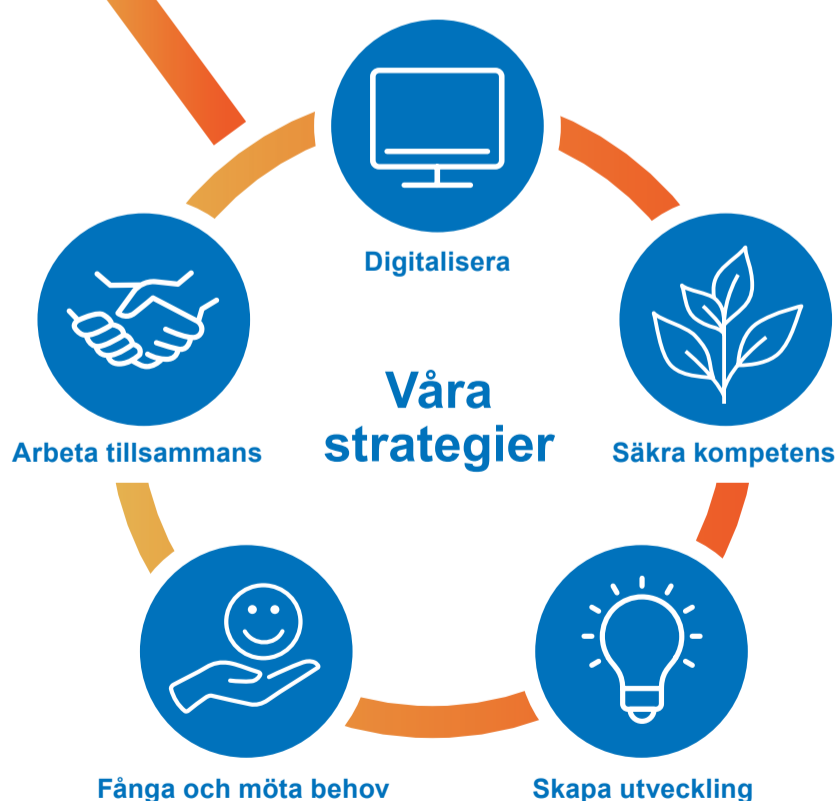 Digitalisera
Våra
strategier
Arbeta tillsammans
Säkra kompetens
Fånga och möta behov
Skapa utveckling